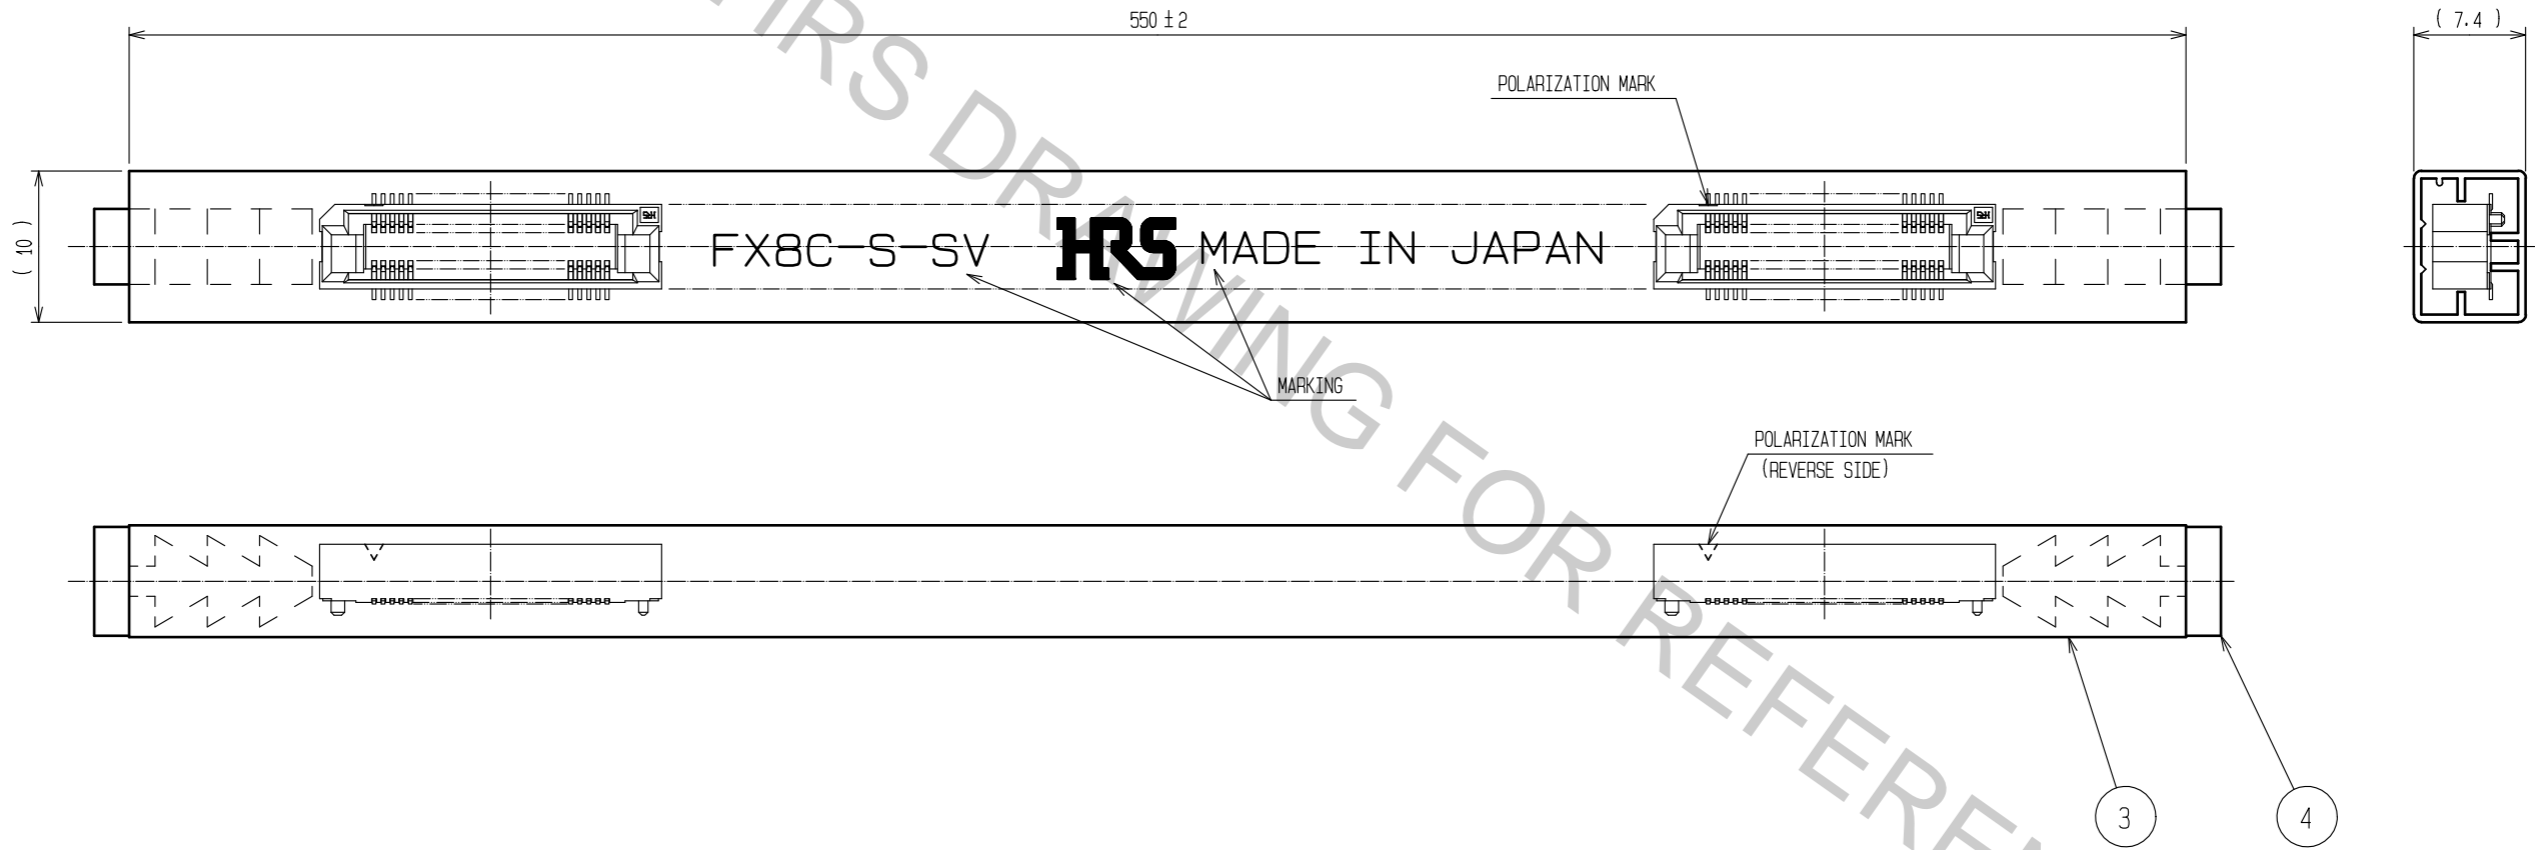 550 ±2
( 7.4 )
POLARIZATION MARK
( 10 )
FX8C-S-SV HRS MADE IN JAPAN
MARKING
POLARIZATION MARK
(REVERSE SIDE)
3
4
HRS DRAWING FOR REFEREN